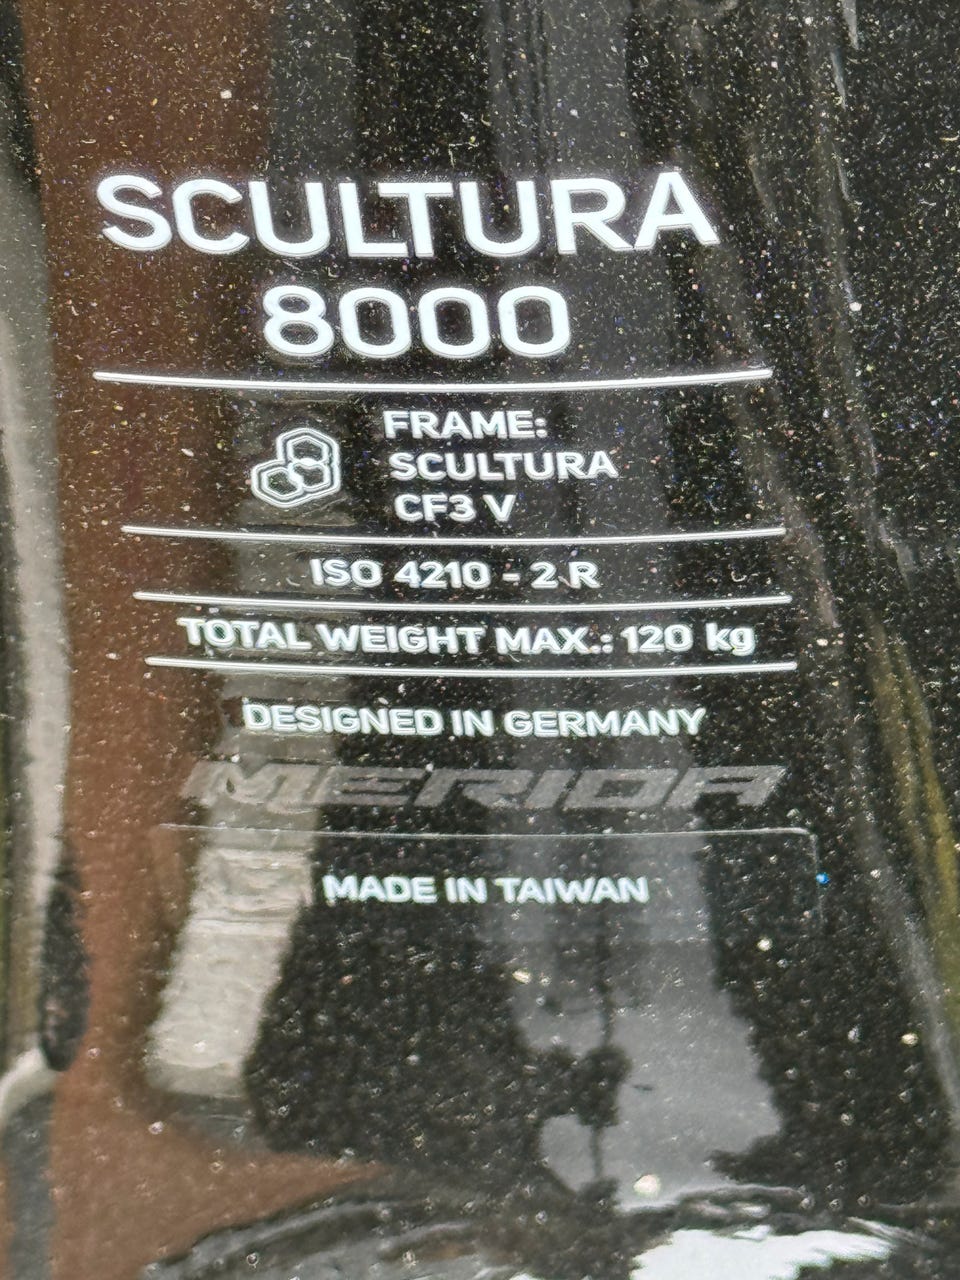 SCULTURA
8000
FRAME:
SCULTURA
CF3 V
ISO 4210 - 2 R
TOTAL WEIGHT MAX.: 120 kg
DESIGNED IN GERMANY
MERIDA
MADE IN TAIWAN